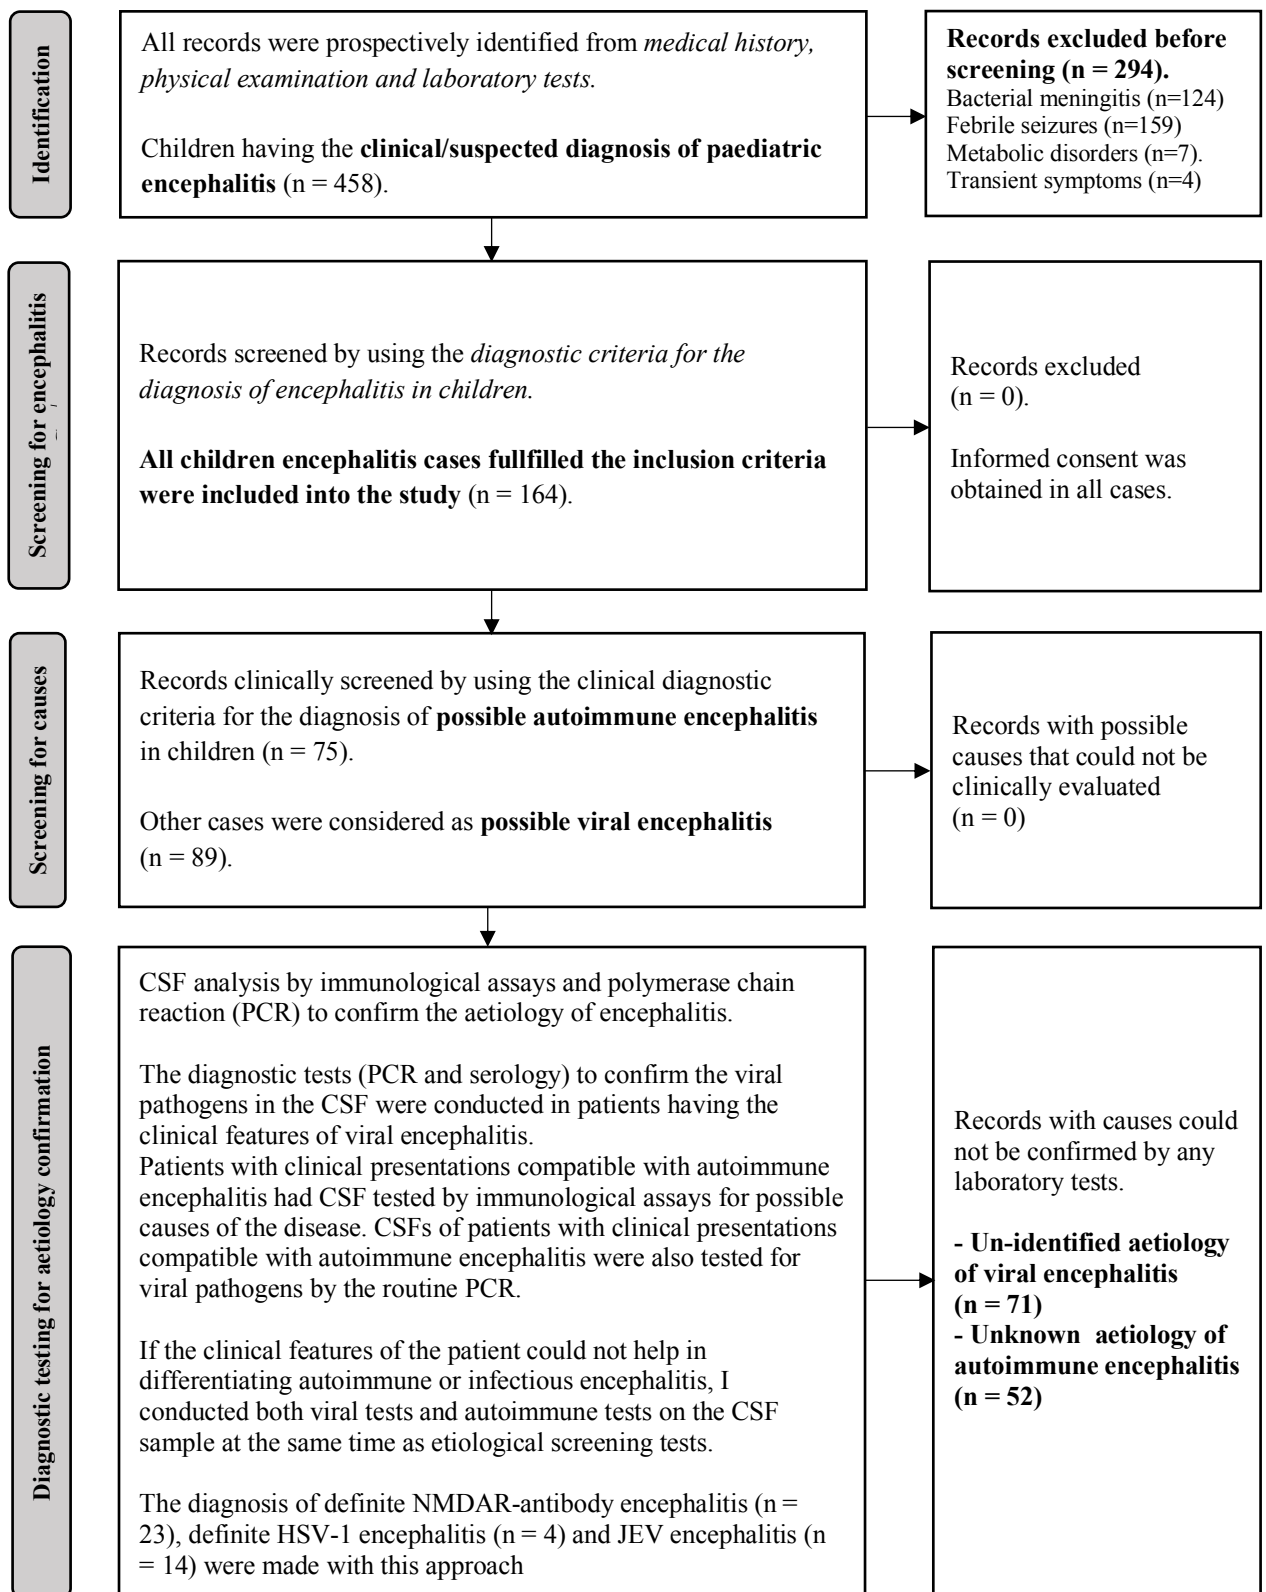 Identification
All records were prospectively identified from medical history,
physical examination and laboratory tests.
Children having the clinical/suspected diagnosis of paediatric
encephalitis (n = 458).
Records excluded before
screening (n = 294).
Bacterial meningitis (n=124)
Febrile seizures (n=159)
Metabolic disorders (n=7).
Transient symptoms (n=4)
Screening for encephalitis
Records screened by using the diagnostic criteria for the
diagnosis of encephalitis in children.
All children encephalitis cases fullfilled the inclusion criteria
were included into the study (n = 164).
Records excluded
(n = 0).
Informed consent was
obtained in all cases.
Screening for causes
Records clinically screened by using the clinical diagnostic
criteria for the diagnosis of possible autoimmune encephalitis
in children (n = 75).
Other cases were considered as possible viral encephalitis
(n = 89).
Records with possible
causes that could not be
clinically evaluated
(n = 0)
Diagnostic testing for aetiology confirmation
CSF analysis by immunological assays and polymerase chain
reaction (PCR) to confirm the aetiology of encephalitis.
The diagnostic tests (PCR and serology) to confirm the viral
pathogens in the CSF were conducted in patients having the
clinical features of viral encephalitis.
Patients with clinical presentations compatible with autoimmune
encephalitis had CSF tested by immunological assays for possible
causes of the disease. CSFs of patients with clinical presentations
compatible with autoimmune encephalitis were also tested for
viral pathogens by the routine PCR.
If the clinical features of the patient could not help in
differentiating autoimmune or infectious encephalitis, I
conducted both viral tests and autoimmune tests on the CSF
sample at the same time as etiological screening tests.
The diagnosis of definite NMDAR-antibody encephalitis (n =
23), definite HSV-1 encephalitis (n = 4) and JEV encephalitis (n
= 14) were made with this approach
Records with causes could
not be confirmed by any
laboratory tests.
- Un-identified aetiology
of viral encephalitis
(n = 71)
- Unknown aetiology of
autoimmune encephalitis
(n = 52)